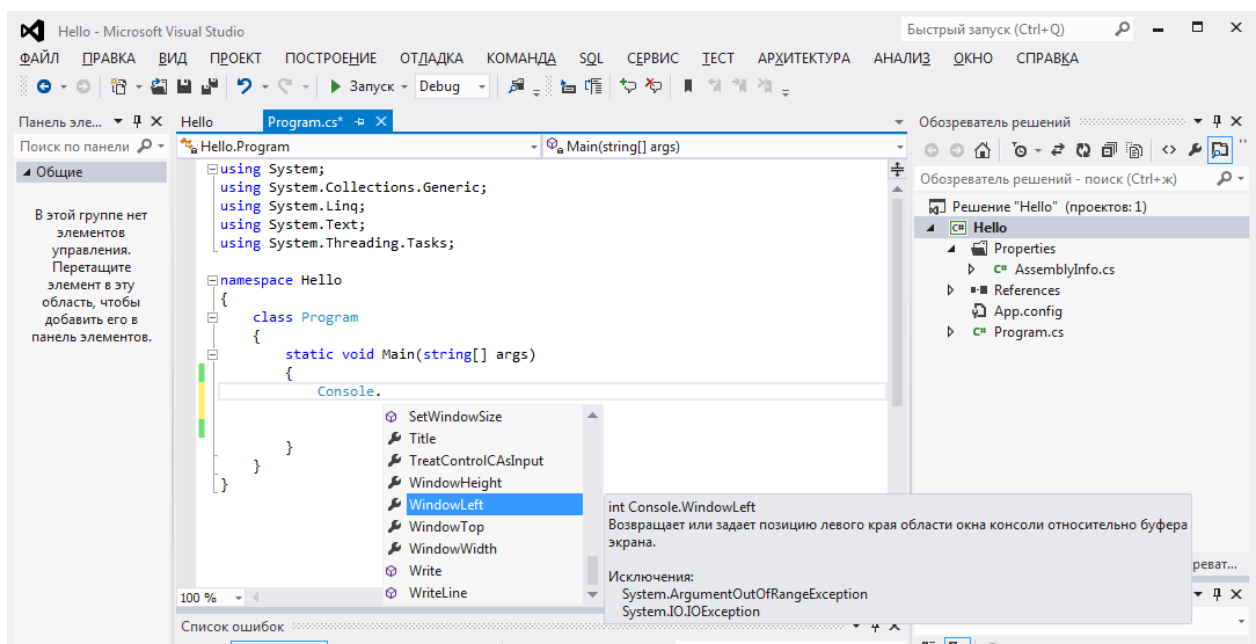 Hello - Microsoft Visual Studio
Быстрый запуск (Ctrl+Q)
ФАЙЛ ПРАВКА ВИД ПРОЕКТ ПОСТРОЕНИЕ ОТЛАДКА КОМАНДА SQL СЕРВИС ТЕСТ АРХИТЕКТУРА АНАЛИЗ ОКНО СПРАВКА
Запуск Debug
Панель эле...
Поиск по панели
Общие
В этой группе нет
элементов
управления.
Перетащите
элемент в эту
область, чтобы
добавить его в
панель элементов.
Hello Program.cs*
Hello.Program Main(string[] args)
using System;
using System.Collections.Generic;
using System.Linq;
using System.Text;
using System.Threading.Tasks;
namespace Hello
{
class Program
{
static void Main(string[] args)
{
Console.
}
}
}
SetWindowSize
Title
TreatControlCAsInput
WindowHeight
WindowLeft
WindowTop
WindowWidth
Write
WriteLine
int Console.WindowLeft
Возвращает или задает позицию левого края области окна консоли относительно буфера
экрана.
Исключения:
System.ArgumentOutOfRangeException
System.IO.IOException
100 %
Список ошибок
Обозреватель решений
Обозреватель решений - поиск (Ctrl+ж)
Решение "Hello" (проектов: 1)
C# Hello
Properties
C# AssemblyInfo.cs
References
App.config
C# Program.cs